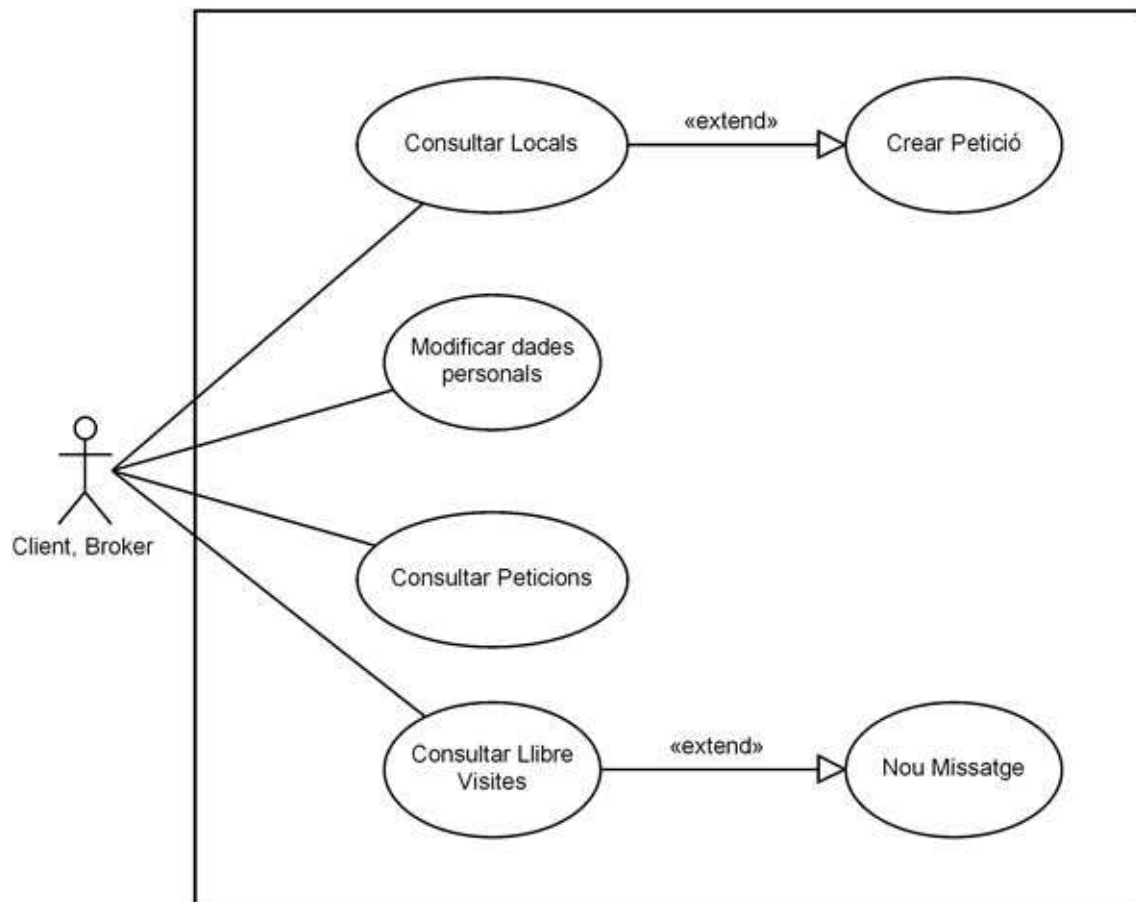 Consultar Locals
«extend»
Crear Petició
Modificar dades
personals
Client, Broker
Consultar Peticions
Consultar Llibre
Visites
«extend»
Nou Missatge